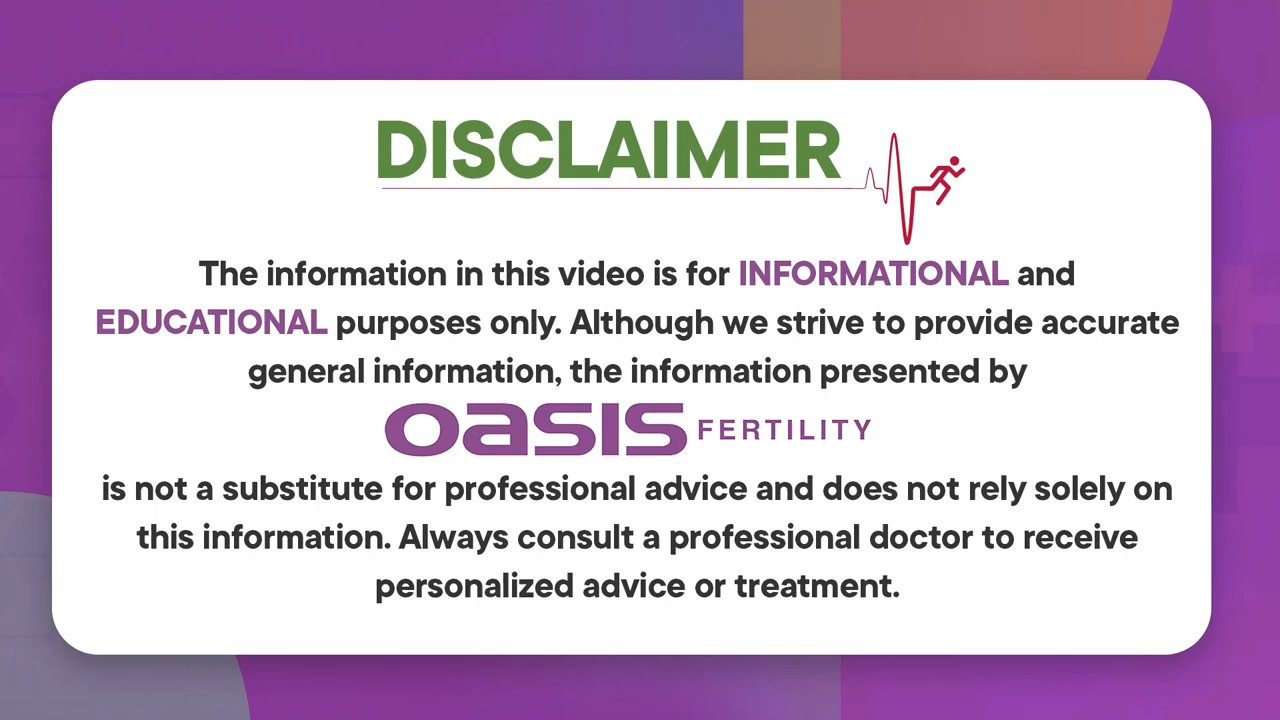 DISCLAIMER
The information in this video is for INFORMATIONAL and
EDUCATIONAL purposes only. Although we strive to provide accurate
general information, the information presented by
oasis FERTILITY
is not a substitute for professional advice and does not rely solely on
this information. Always consult a professional doctor to receive
personalized advice or treatment.